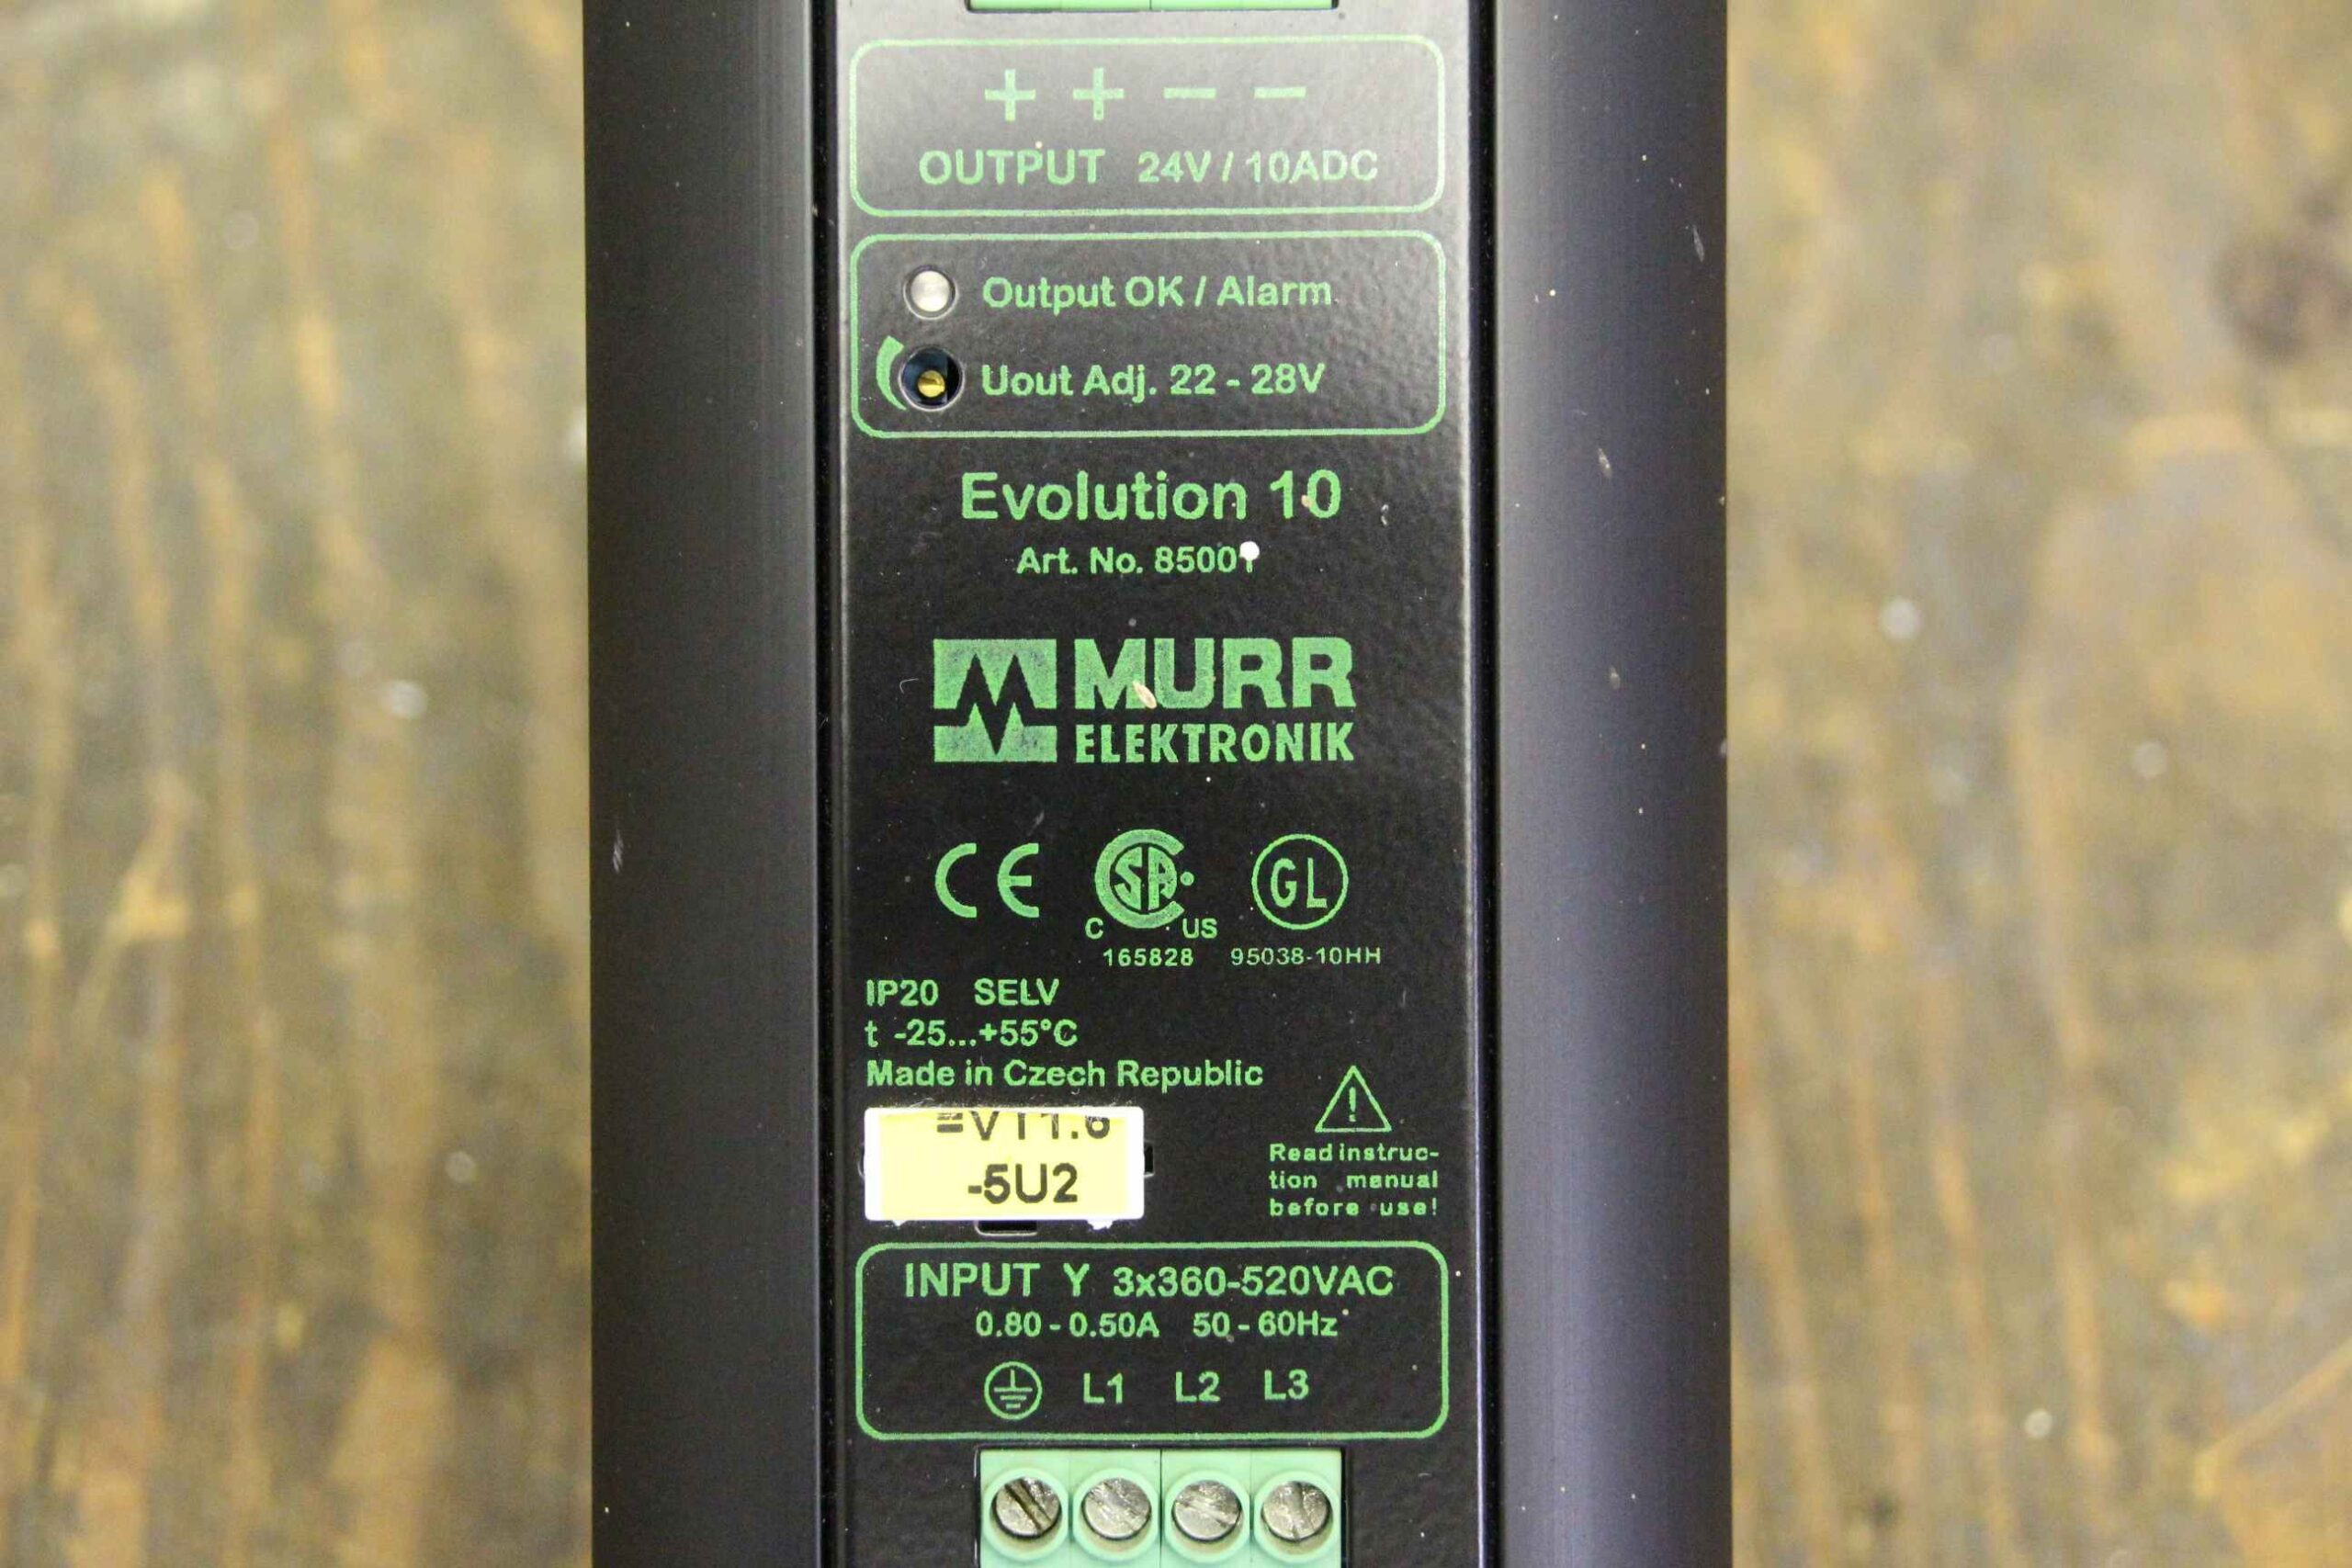 + + − −
OUTPUT 24V / 10ADC
Output OK / Alarm
Uout Adj. 22 - 28V
Evolution 10
Art. No. 85001
MURR
ELEKTRONIK
CE
SA
C US
GL
165828 95038-10HH
IP20 SELV
t -25...+55°C
Made in Czech Republic
!
-5U2
Read instruc-
tion manual
before use!
INPUT Y 3x360-520VAC
0.80 - 0.50A 50 - 60Hz
L1 L2 L3